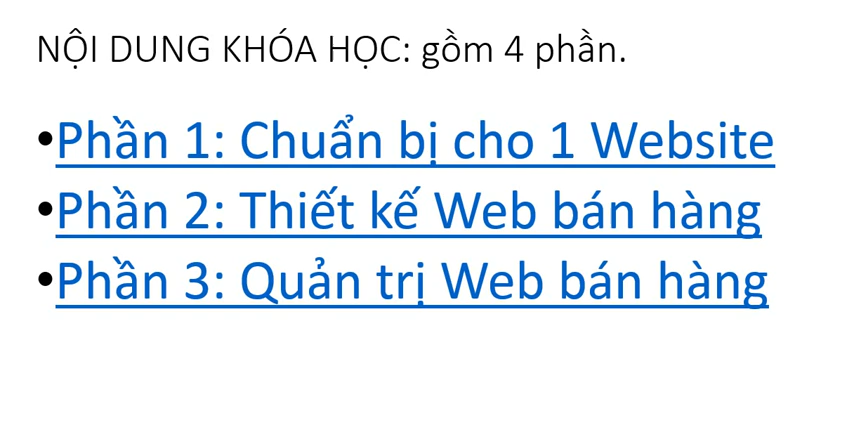 NỘI DUNG KHÓA HỌC: gồm 4 phần.
•Phần 1: Chuẩn bị cho 1 Website
•Phần 2: Thiết kế Web bán hàng
•Phần 3: Quản trị Web bán hàng